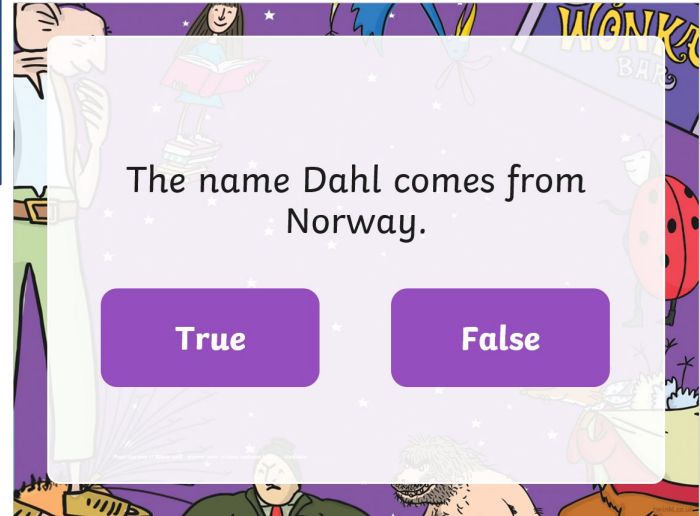 WONKA
BAR
The name Dahl comes from
Norway.
True
False